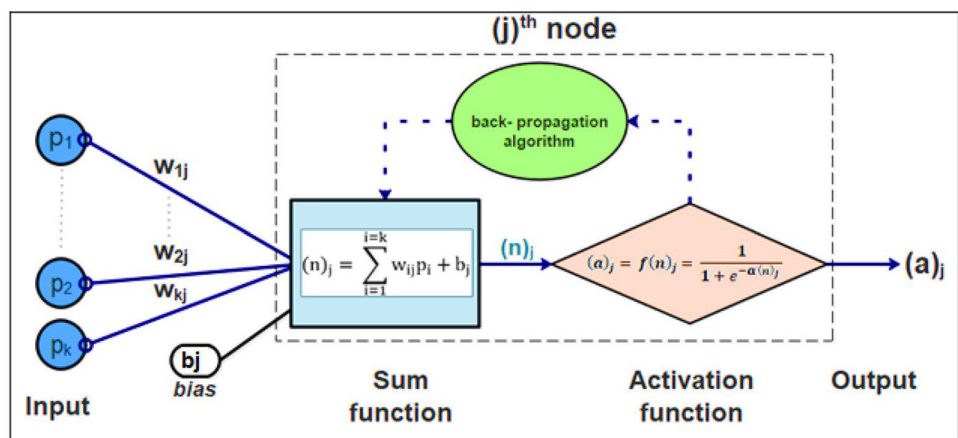 (j)th node
p1
w1j
w2j
p2
wkj
pk
bj
bias
Input
back- propagation
algorithm
(n)j = ∑ i=1 i=k wij pi + bj
(n)j
(a)j = f(n)j = 1 / 1 + e^-α(n)j
(a)j
Sum
function
Activation
function
Output